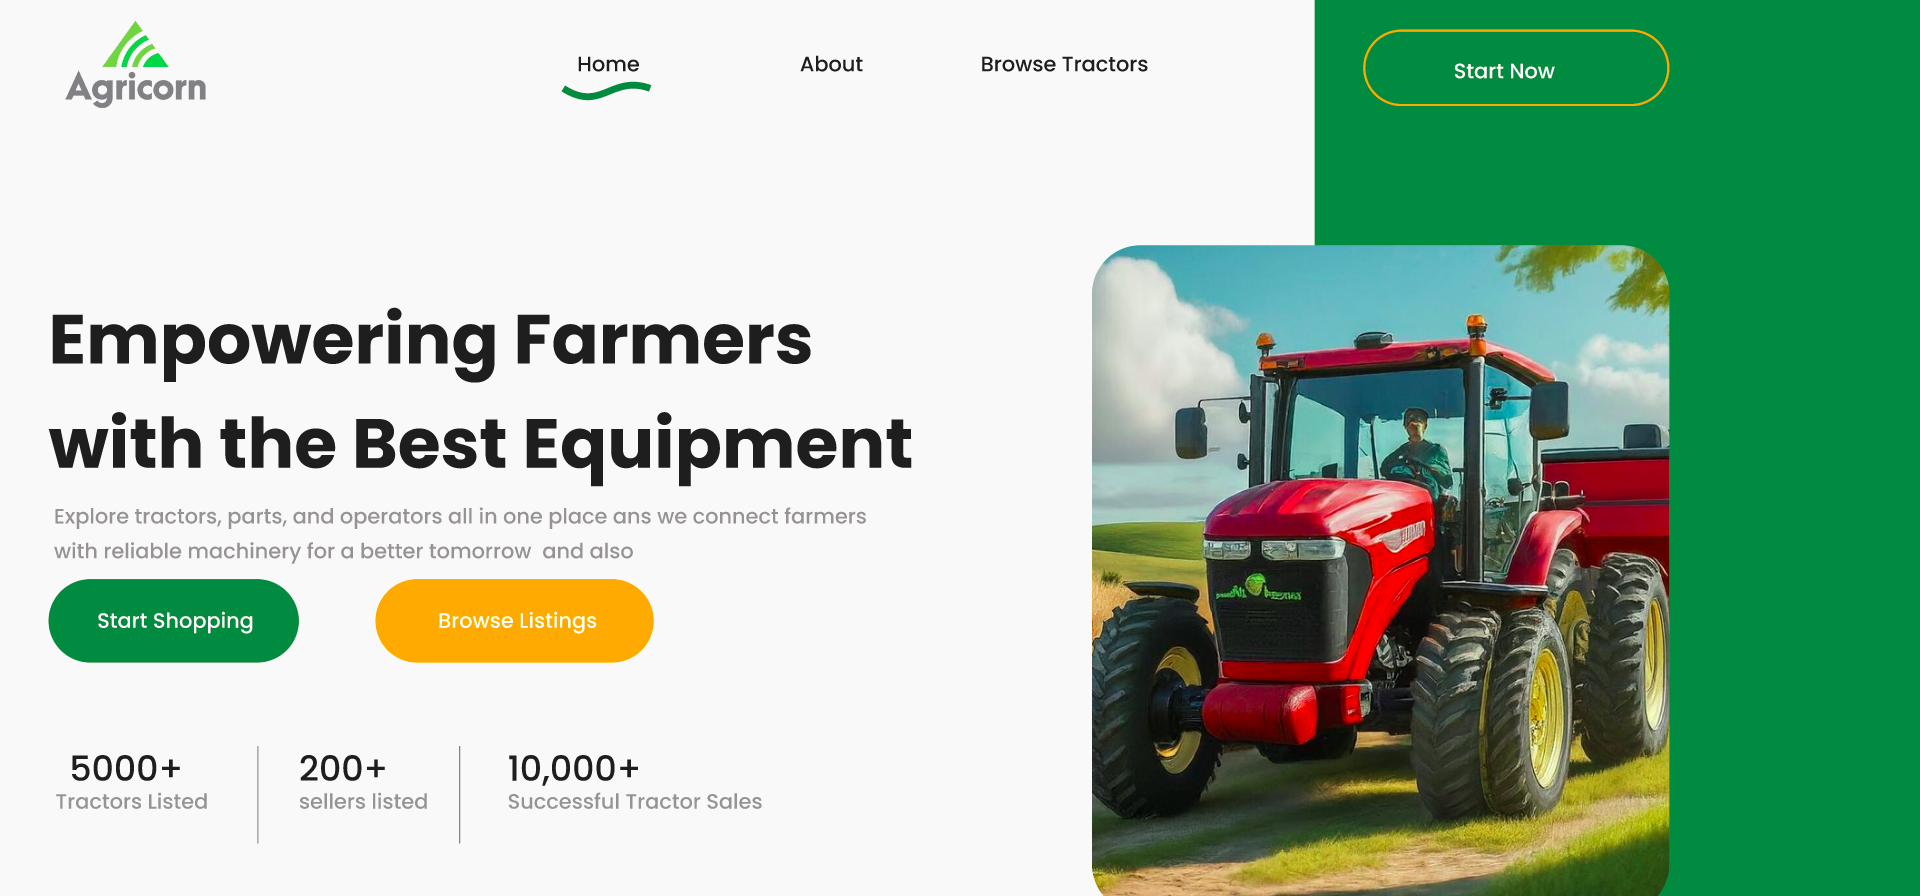 Agricorn
Home
About
Browse Tractors
Start Now
Empowering Farmers
with the Best Equipment
Explore tractors, parts, and operators all in one place ans we connect farmers
with reliable machinery for a better tomorrow  and also
Start Shopping
Browse Listings
5000+
Tractors Listed
200+
sellers listed
10,000+
Successful Tractor Sales